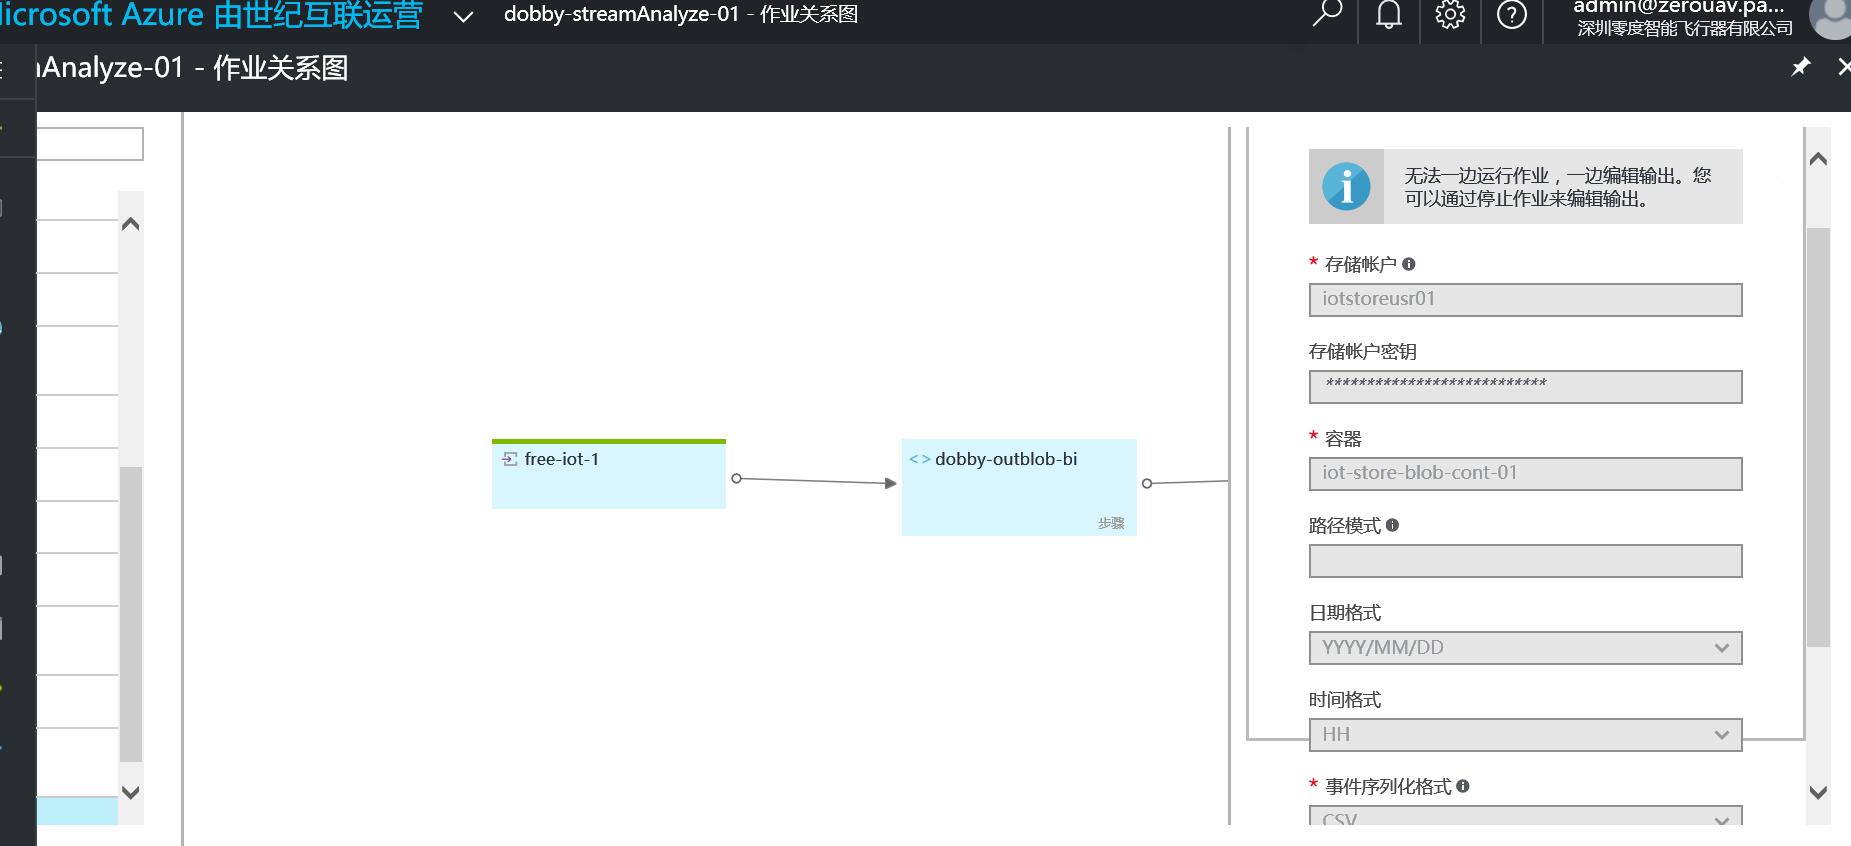 Microsoft Azure 由世纪互联运营
dobby-streamAnalyze-01 - 作业关系图
admin@zerouav.pa...
深圳零度智能飞行器有限公司
Analyze-01 - 作业关系图
无法一边运行作业，一边编辑输出。您
可以通过停止作业来编辑输出。
* 存储帐户
iotstoreusr01
存储帐户密钥
***************************
* 容器
iot-store-blob-cont-01
路径模式
日期格式
YYYY/MM/DD
时间格式
HH
* 事件序列化格式
CSV
free-iot-1
<> dobby-outblob-bi
步骤